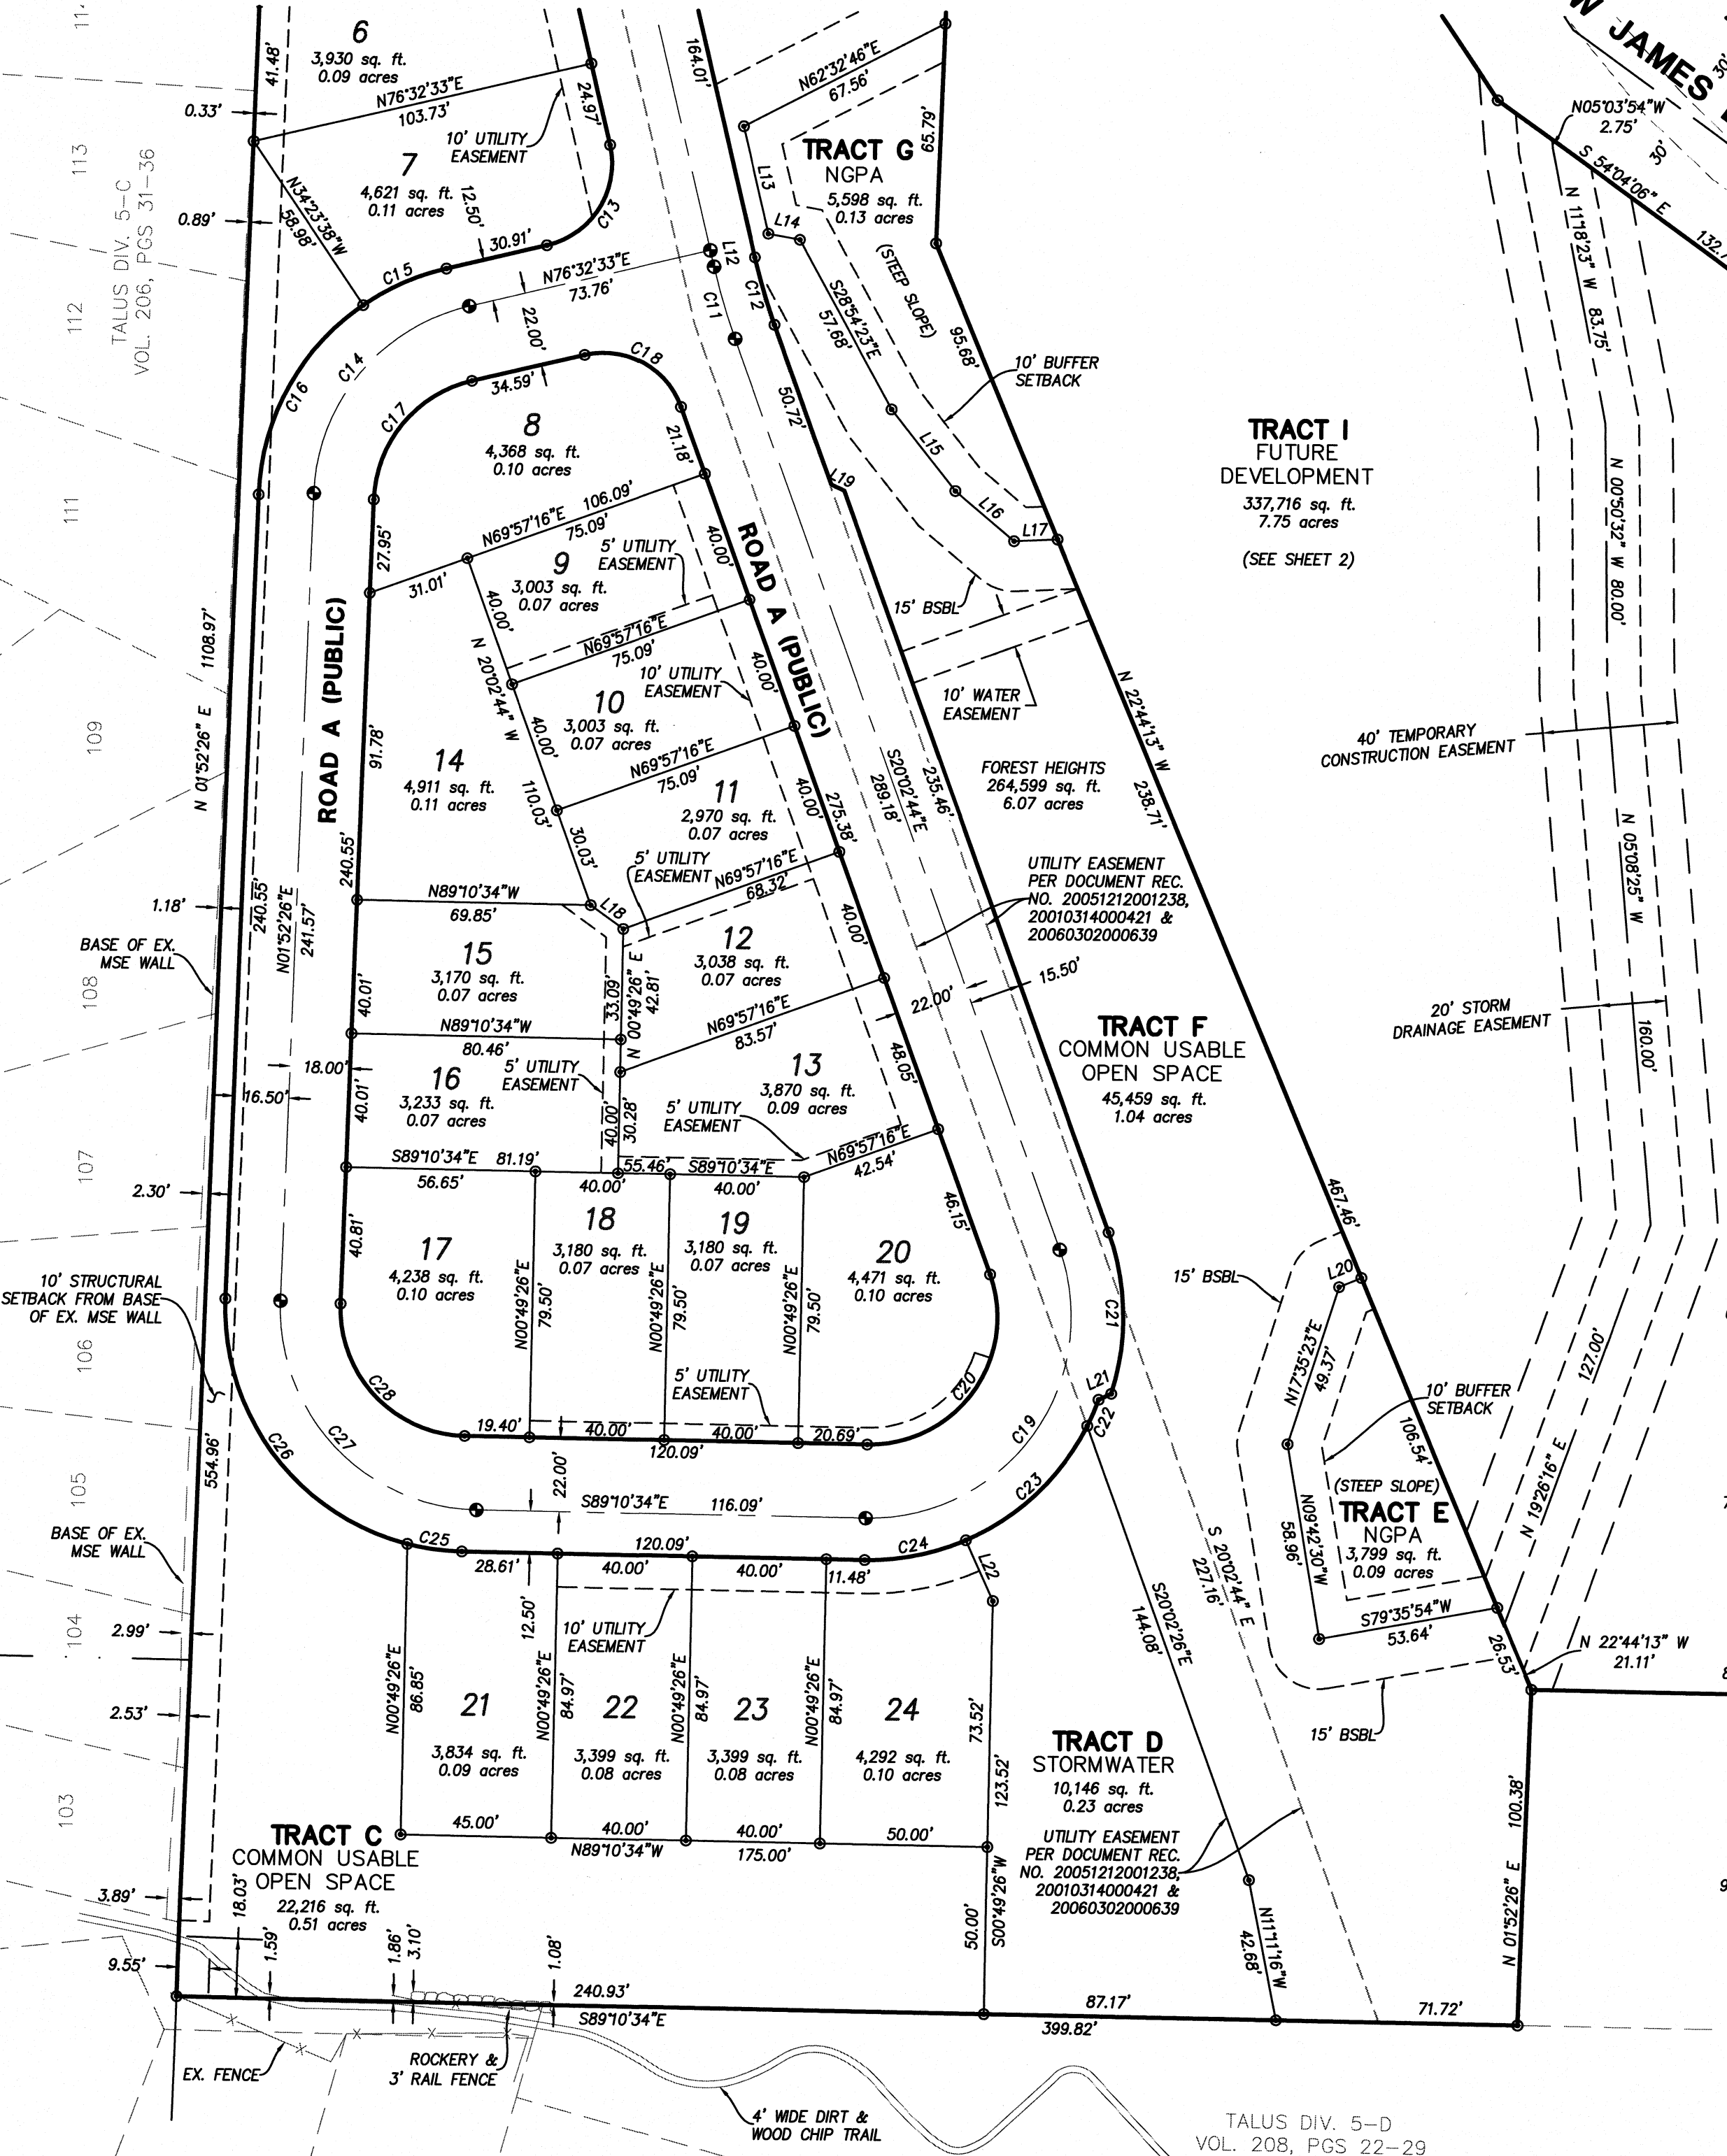 114
6
3,930 sq. ft.
0.09 acres
41.48'
0.33'
N76°32'33"E
103.73'
24.97'
10' UTILITY
EASEMENT
164.01'
N62°32'46"E
67.56'
65.79'
TRACT G
NGPA
5,598 sq. ft.
0.13 acres
L13
L14
(STEEP SLOPE)
W JAMES
30'
N05°03'54"W
2.75'
30'
S 54°04'06" E
N 11°18'23" W 83.75'
113
TALUS DIV. 5-C
VOL. 206, PGS 31-36
0.89'
N34°23'38"W
58.98'
7
4,621 sq. ft.
0.11 acres
12.50'
30.91'
C13
C15
N76°32'33"E
73.76'
L12
C12
C11
22.00'
S28°54'23"E
57.68'
95.68'
10' BUFFER
SETBACK
112
C14
C16
C17
34.59'
C18
50.72'
8
4,368 sq. ft.
0.10 acres
21.18'
L15
L16
L17
L19
TRACT I
FUTURE
DEVELOPMENT
337,716 sq. ft.
7.75 acres
(SEE SHEET 2)
N 00°50'32" W 80.00'
111
27.95'
N69°57'16"E 106.09'
75.09'
31.01'
40.00'
ROAD A (PUBLIC)
5' UTILITY
EASEMENT
9
3,003 sq. ft.
0.07 acres
40.00'
N 20°02'44" W
N69°57'16"E
75.09'
15' BSBL
10' UTILITY
EASEMENT
40.00'
10' WATER
EASEMENT
N 22°44'13" W
238.71'
109
N 01°52'26" E 1108.97'
ROAD A (PUBLIC)
10
3,003 sq. ft.
0.07 acres
40.00'
N69°57'16"E
75.09'
91.78'
14
4,911 sq. ft.
0.11 acres
110.03'
11
2,970 sq. ft.
0.07 acres
40.00'
275.38'
S20°02'44"E
289.18'
235.46'
FOREST HEIGHTS
264,599 sq. ft.
6.07 acres
40' TEMPORARY
CONSTRUCTION EASEMENT
N 05°08'25" W
160.00'
30.03'
5' UTILITY
EASEMENT
N69°57'16"E
68.32'
UTILITY EASEMENT
PER DOCUMENT REC.
NO. 20051212001238,
20010314000421 &
20060302000639
240.55'
240.55'
N01°52'26"E
241.57'
1.18'
BASE OF EX.
MSE WALL
108
N89°10'34"W
69.85'
L18
40.00'
15
3,170 sq. ft.
0.07 acres
12
3,038 sq. ft.
0.07 acres
33.09'
N 00°49'26" E
42.81'
40.01'
N69°57'16"E
83.57'
22.00'
15.50'
20' STORM
DRAINAGE EASEMENT
N89°10'34"W
80.46'
18.00'
16.50'
16
3,233 sq. ft.
0.07 acres
40.01'
5' UTILITY
EASEMENT
13
3,870 sq. ft.
0.09 acres
48.05'
TRACT F
COMMON USABLE
OPEN SPACE
45,459 sq. ft.
1.04 acres
5' UTILITY
EASEMENT
40.00'
30.28'
107
2.30'
S89°10'34"E 81.19'
56.65'
55.46'
S89°10'34"E
40.00'
40.00'
N69°57'16"E
42.54'
467.46'
46.15'
40.81'
17
4,238 sq. ft.
0.10 acres
18
3,180 sq. ft.
0.07 acres
19
3,180 sq. ft.
0.07 acres
20
4,471 sq. ft.
0.10 acres
N00°49'26"E
79.50'
N00°49'26"E
79.50'
N00°49'26"E
79.50'
10' STRUCTURAL
SETBACK FROM BASE
OF EX. MSE WALL
106
15' BSBL
L20
N17°35'23"E
49.37'
127.00'
C21
L21
C22
C20
C19
C28
5' UTILITY
EASEMENT
10' BUFFER
SETBACK
106.54'
N 19°26'16" E
19.40'
40.00'
40.00'
20.69'
120.09'
C26
C27
554.96'
22.00'
S89°10'34"E 116.09'
C23
(STEEP SLOPE)
TRACT E
NGPA
3,799 sq. ft.
0.09 acres
N09°42'30"W
58.96'
105
BASE OF EX.
MSE WALL
C25
120.09'
28.61'
40.00'
40.00'
11.48'
C24
L22
12.50'
10' UTILITY
EASEMENT
S20°02'26"E
144.08'
S 20°02'44" E
227.16'
S79°35'54"W
53.64'
26.53'
N 22°44'13" W
21.11'
104
2.99'
2.53'
N00°49'26"E
86.85'
N00°49'26"E
84.97'
N00°49'26"E
84.97'
N00°49'26"E
84.97'
21
3,834 sq. ft.
0.09 acres
22
3,399 sq. ft.
0.08 acres
23
3,399 sq. ft.
0.08 acres
24
4,292 sq. ft.
0.10 acres
73.52'
123.52'
15' BSBL
TRACT D
STORMWATER
10,146 sq. ft.
0.23 acres
103
45.00'
40.00'
40.00'
50.00'
N89°10'34"W
175.00'
TRACT C
COMMON USABLE
OPEN SPACE
22,216 sq. ft.
0.51 acres
UTILITY EASEMENT
PER DOCUMENT REC.
NO. 20051212001238,
20010314000421 &
20060302000639
N 01°52'26" E 100.38'
3.89'
18.03'
1.59'
1.86'
3.10'
1.08'
S00°49'26"W
50.00'
N11°11'16"W
42.68'
9.55'
240.93'
S89°10'34"E
87.17'
399.82'
71.72'
EX. FENCE
ROCKERY &
3' RAIL FENCE
4' WIDE DIRT &
WOOD CHIP TRAIL
TALUS DIV. 5-D
VOL. 208, PGS 22-29